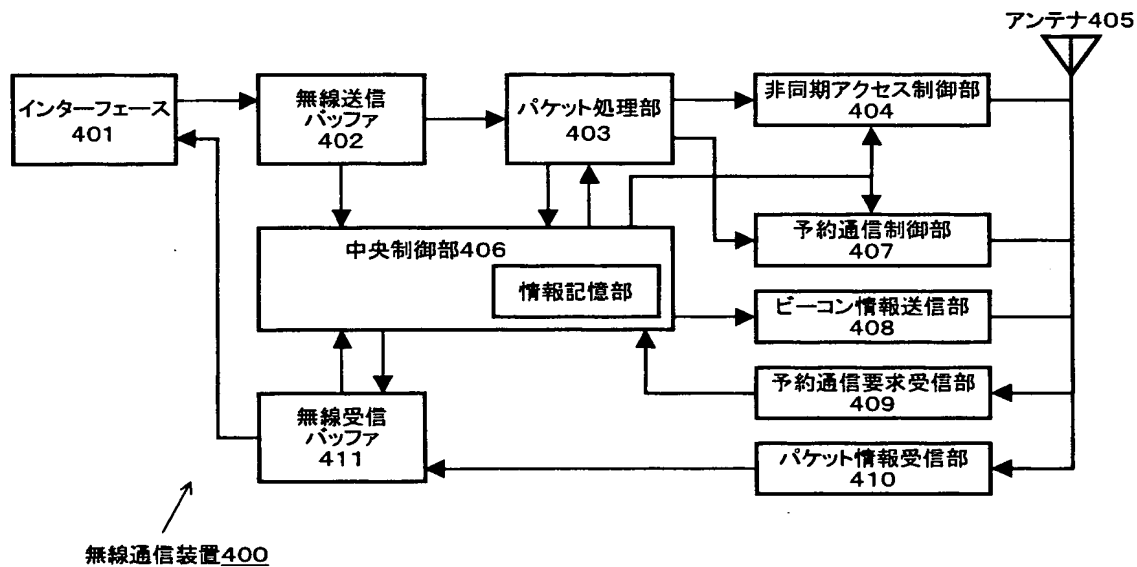 アンテナ405
インターフェース
401
無線送信
バッファ
402
パケット処理部
403
非同期アクセス制御部
404
中央制御部406
情報記憶部
予約通信制御部
407
ビーコン情報送信部
408
予約通信要求受信部
409
無線受信
バッファ
411
パケット情報受信部
410
無線通信装置400